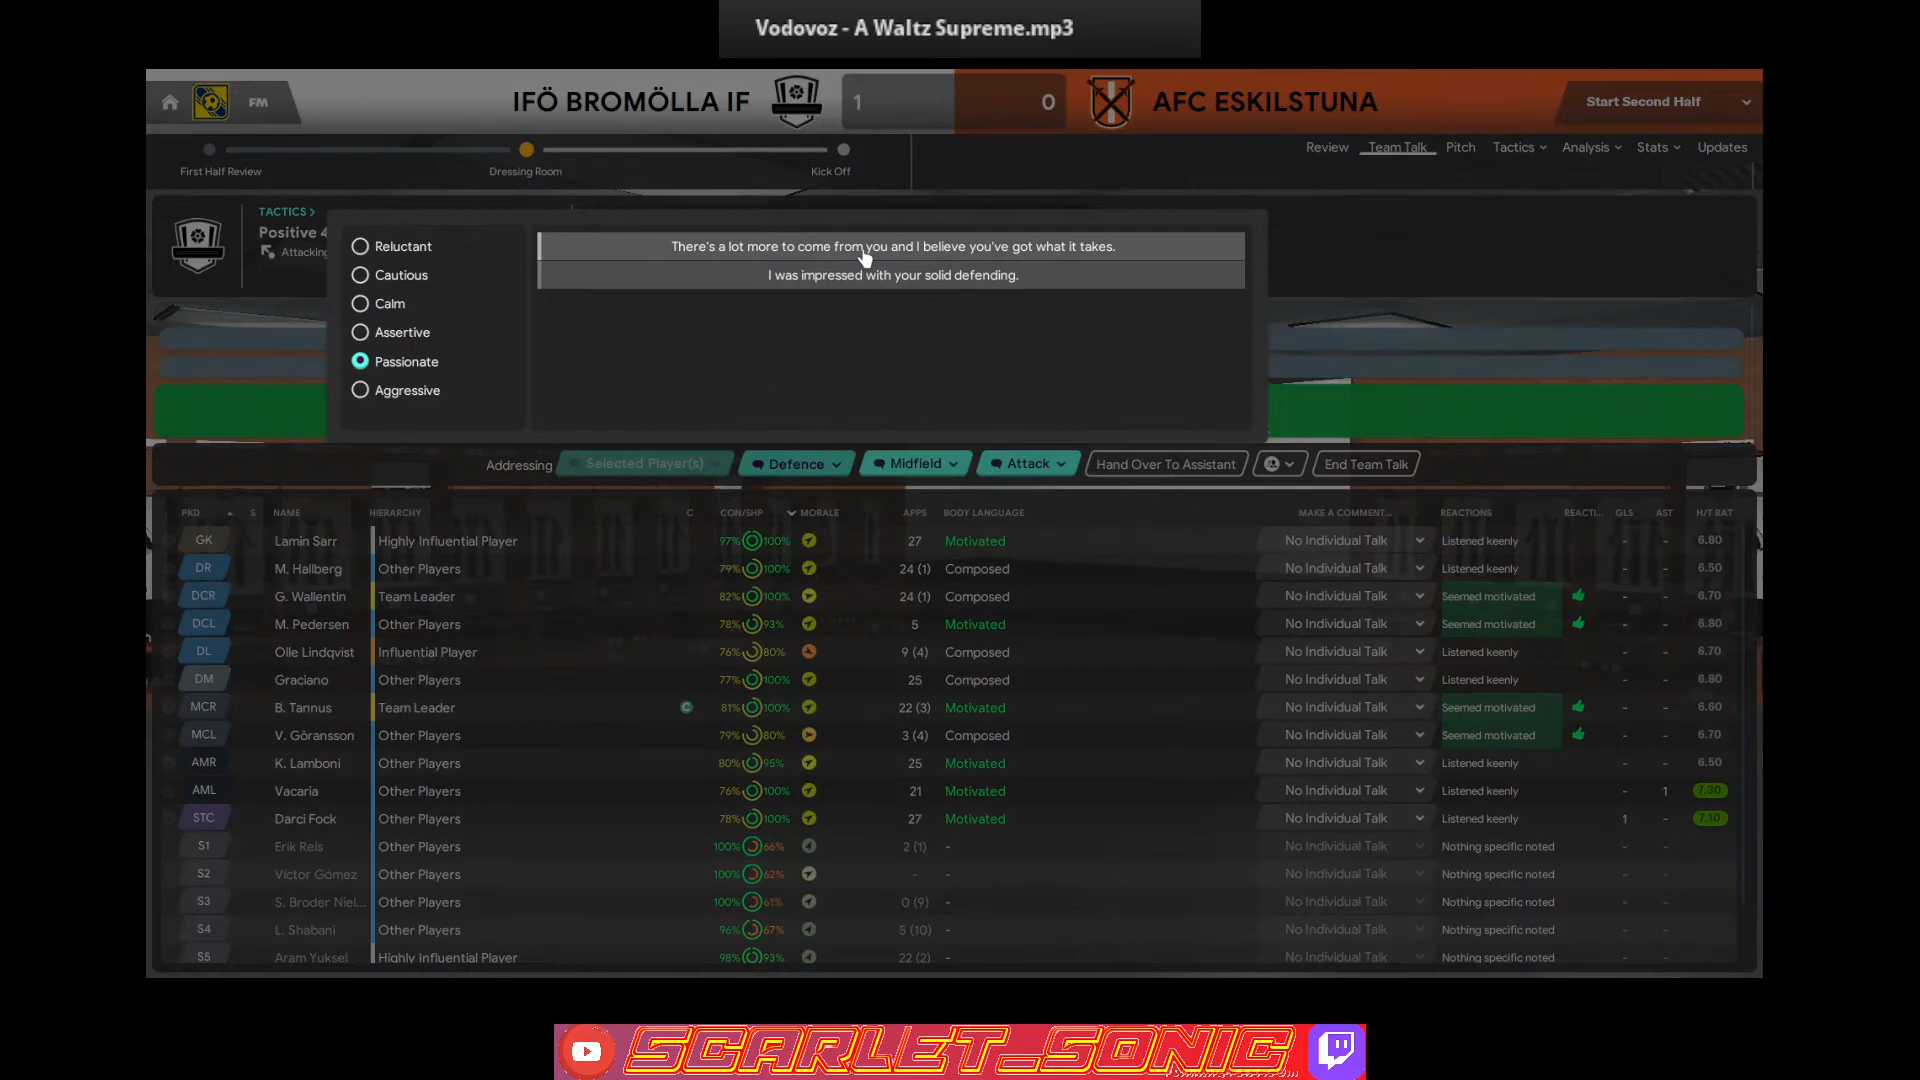 Vodovoz - A Waltz Supreme.mp3
FM
IFÖ BROMÖLLA IF
1
0
AFC ESKILSTUNA
Start Second Half
First Half Review
Dressing Room
Kick Off
Review
Team Talk
Pitch
Tactics
Analysis
Stats
Updates
TACTICS >
Positive 4
Attacking
Reluctant
Cautious
Calm
Assertive
Passionate
Aggressive
There's a lot more to come from you and I believe you've got what it takes.
I was impressed with your solid defending.
Addressing
Selected Player(s)
Defence
Midfield
Attack
Hand Over To Assistant
End Team Talk
PKD S NAME HIERARCHY C CON/SHP MORALE APPS BODY LANGUAGE MAKE A COMMENT... REACTIONS REACTI... GLS AST H/T RAT
GK Lamin Sarr Highly Influential Player 97% 100% 27 Motivated No Individual Talk Listened keenly - - 6.80
DR M. Hallberg Other Players 79% 100% 24 (1) Composed No Individual Talk Listened keenly - - 6.50
DCR G. Wallentin Team Leader 82% 100% 24 (1) Composed No Individual Talk Seemed motivated - - 6.70
DCL M. Pedersen Other Players 78% 93% 5 Motivated No Individual Talk Seemed motivated - - 6.80
DL Olle Lindqvist Influential Player 76% 80% 9 (4) Composed No Individual Talk Listened keenly - - 6.70
DM Graciano Other Players 77% 100% 25 Composed No Individual Talk Listened keenly - - 6.80
MCR B. Tannus Team Leader C 81% 100% 22 (3) Motivated No Individual Talk Seemed motivated - - 6.60
MCL V. Göransson Other Players 79% 80% 3 (4) Composed No Individual Talk Seemed motivated - - 6.70
AMR K. Lamboni Other Players 80% 95% 25 Motivated No Individual Talk Listened keenly - - 6.50
AML Vacaria Other Players 76% 100% 21 Motivated No Individual Talk Listened keenly - 1 7.30
STC Darci Fock Other Players 78% 100% 27 Motivated No Individual Talk Listened keenly 1 - 7.10
S1 Erik Reis Other Players 100% 66% 2 (1) - No Individual Talk Nothing specific noted - -
S2 Víctor Gómez Other Players 100% 62% - - No Individual Talk Nothing specific noted - -
S3 S. Broder Niel... Other Players 100% 61% 0 (9) - No Individual Talk Nothing specific noted - -
S4 L. Shabani Other Players 96% 67% 5 (10) - No Individual Talk Nothing specific noted - -
S5 Aram Yuksel Highly Influential Player 98% 93% 22 (2) - No Individual Talk Nothing specific noted - -
SCARLET_SONIC